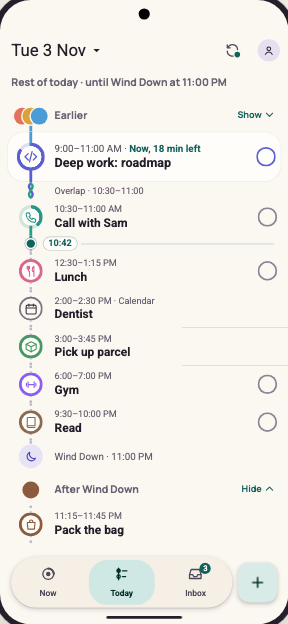 Tue 3 Nov
Rest of today · until Wind Down at 11:00 PM
Earlier
Show
9:00–11:00 AM · Now, 18 min left
Deep work: roadmap
Overlap · 10:30–11:00
10:30–11:00 AM
Call with Sam
10:42
12:30–1:15 PM
Lunch
2:00–2:30 PM · Calendar
Dentist
3:00–3:45 PM
Pick up parcel
6:00–7:00 PM
Gym
9:30–10:00 PM
Read
Wind Down · 11:00 PM
After Wind Down
Hide
11:15–11:45 PM
Pack the bag
3
Now
Today
Inbox